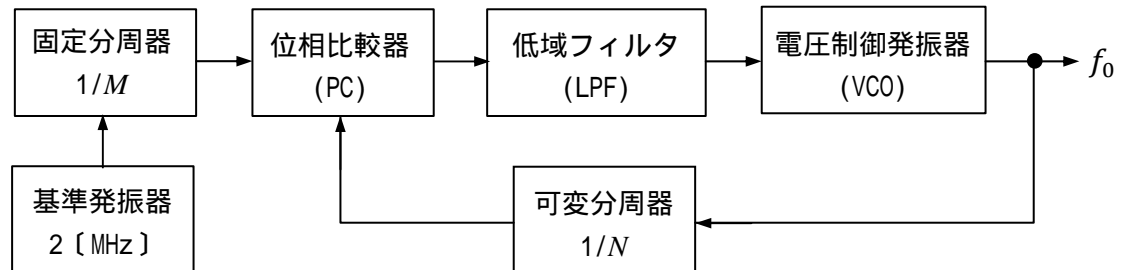 固定分周器
1/M
位相比較器
(PC)
低域フィルタ
(LPF)
電圧制御発振器
(VCO)
f0
基準発振器
2〔MHz〕
可変分周器
1/N